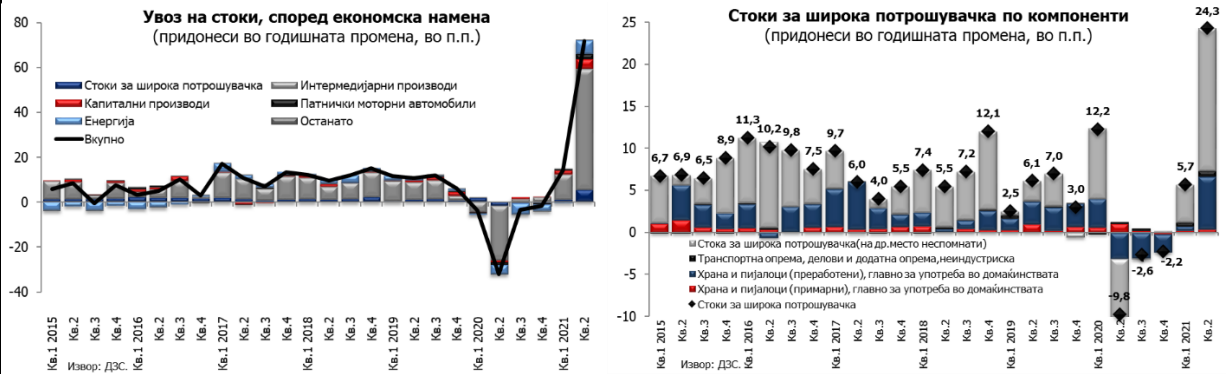 Увоз на стоки, според економска намена
(придонеси во годишната промена, во п.п.)
80
60
40
20
0
-20
-40
Стоки за широка потрошувачка
Интермедијарни производи
Капитални производи
Патнички моторни автомобили
Енергија
Останато
Вкупно
Кв.1 2015
Кв.2
Кв.3
Кв.4
Кв.1 2016
Кв.2
Кв.3
Кв.4
Кв.1 2017
Кв.2
Кв.3
Кв.4
Кв.1 2018
Кв.2
Кв.3
Кв.4
Кв.1 2019
Кв.2
Кв.3
Кв.4
Кв.1 2020
Кв.2
Кв.3
Кв.4
Кв.1 2021
Кв.2
Извор: ДЗС.
Стоки за широка потрошувачка по компоненти
(придонеси во годишната промена, во п.п.)
25
20
15
10
5
0
-5
-10
6,7
6,9
6,5
8,9
11,3
10,2
9,8
7,5
9,7
6,0
4,0
5,5
7,4
5,5
7,2
12,1
2,5
6,1
7,0
3,0
12,2
-9,8
-2,6
-2,2
5,7
24,3
Стока за широка потрошувачка(на др.место неспомнати)
Транспортна опрема, делови и додатна опрема,неиндустриска
Храна и пијалоци (преработени), главно за употреба во домаќинствата
Храна и пијалоци (примарни), главно за употреба во домаќинствата
Стоки за широка потрошувачка
Кв.1 2015
Кв.2
Кв.3
Кв.4
Кв.1 2016
Кв.2
Кв.3
Кв.4
Кв.1 2017
Кв.2
Кв.3
Кв.4
Кв.1 2018
Кв.2
Кв.3
Кв.4
Кв.1 2019
Кв.2
Кв.3
Кв.4
Кв.1 2020
Кв.2
Кв.3
Кв.4
Кв.1 2021
Кв.2
Извор: ДЗС.